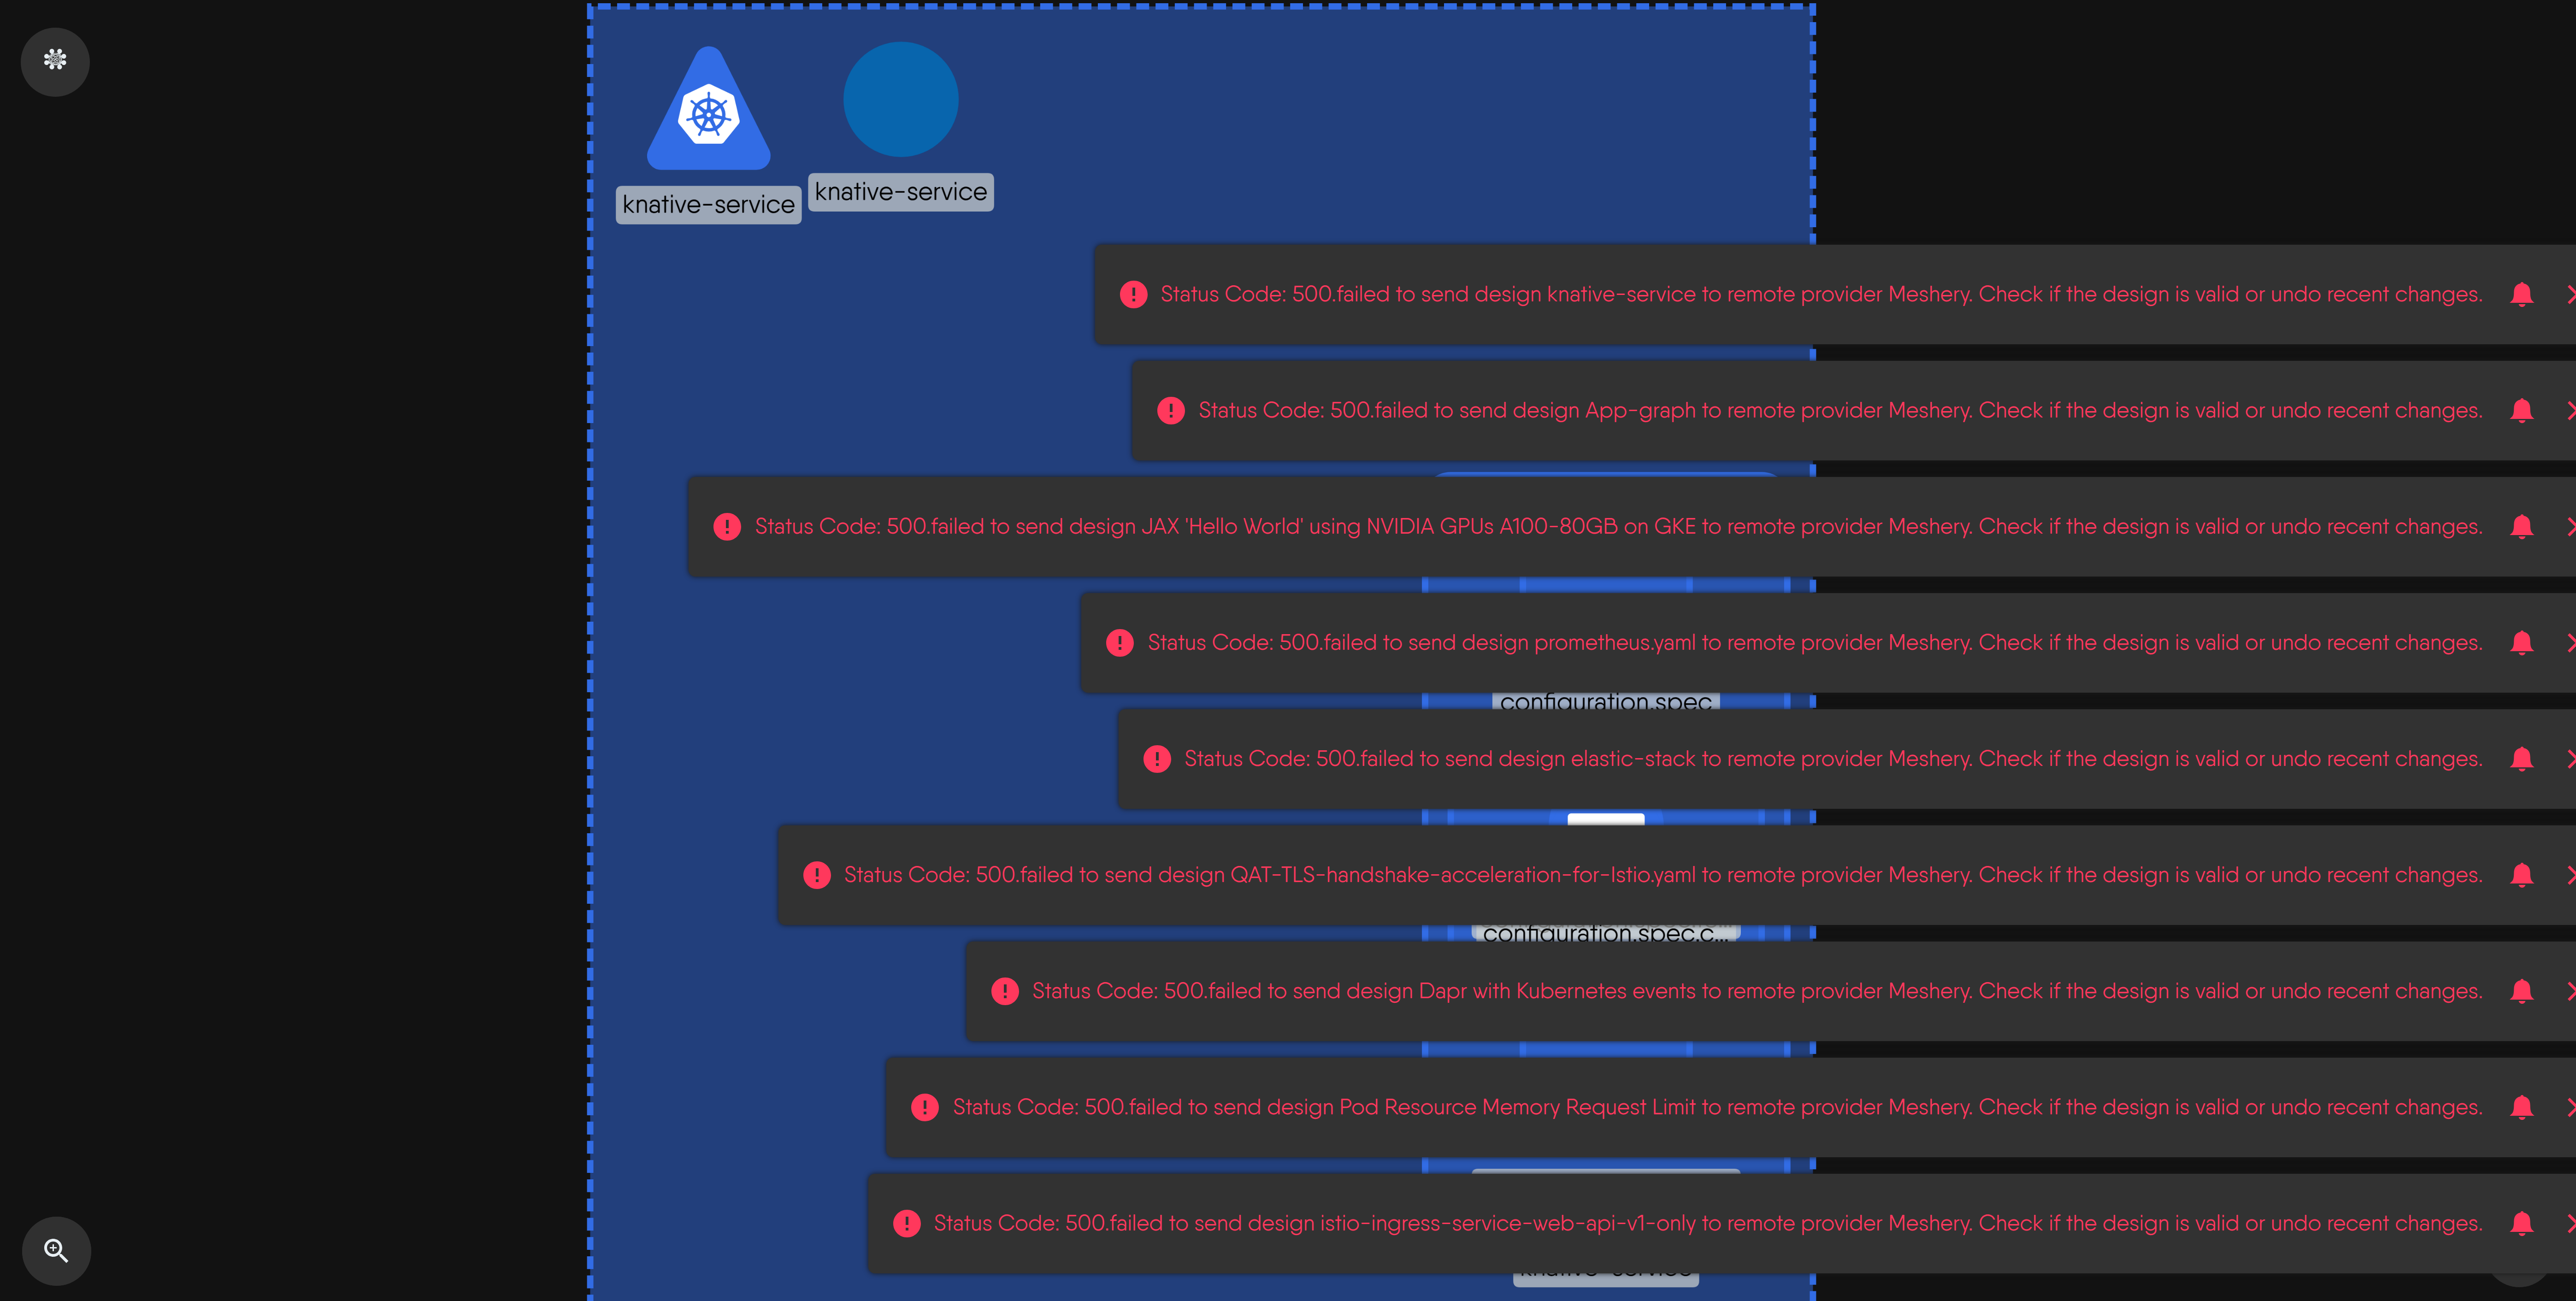 knative-service
knative-service
Status Code: 500.failed to send design knative-service to remote provider Meshery. Check if the design is valid or undo recent changes.
Status Code: 500.failed to send design App-graph to remote provider Meshery. Check if the design is valid or undo recent changes.
Status Code: 500.failed to send design JAX 'Hello World' using NVIDIA GPUs A100-80GB on GKE to remote provider Meshery. Check if the design is valid or undo recent changes.
Status Code: 500.failed to send design prometheus.yaml to remote provider Meshery. Check if the design is valid or undo recent changes.
configuration.spec
Status Code: 500.failed to send design elastic-stack to remote provider Meshery. Check if the design is valid or undo recent changes.
Status Code: 500.failed to send design QAT-TLS-handshake-acceleration-for-Istio.yaml to remote provider Meshery. Check if the design is valid or undo recent changes.
configuration.spec.c...
Status Code: 500.failed to send design Dapr with Kubernetes events to remote provider Meshery. Check if the design is valid or undo recent changes.
Status Code: 500.failed to send design Pod Resource Memory Request Limit to remote provider Meshery. Check if the design is valid or undo recent changes.
Status Code: 500.failed to send design istio-ingress-service-web-api-v1-only to remote provider Meshery. Check if the design is valid or undo recent changes.
knative-service